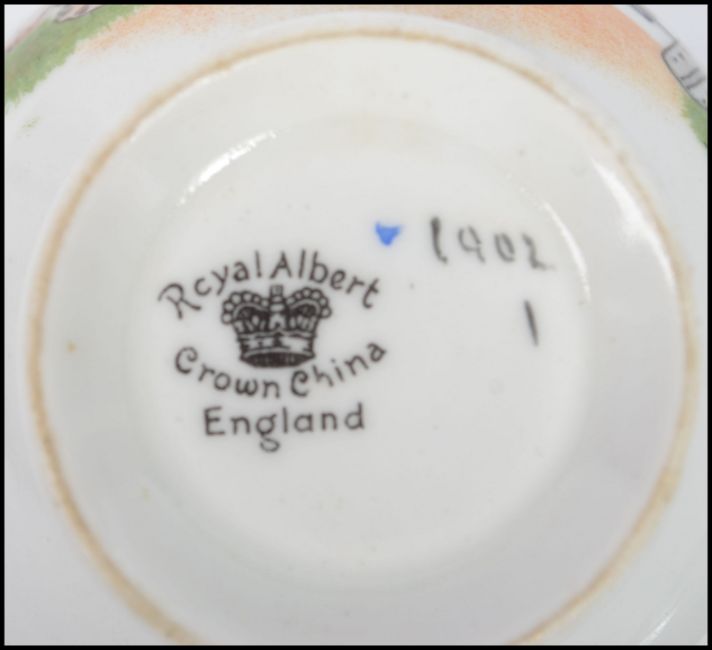 Royal Albert
Crown China
England
1402
1